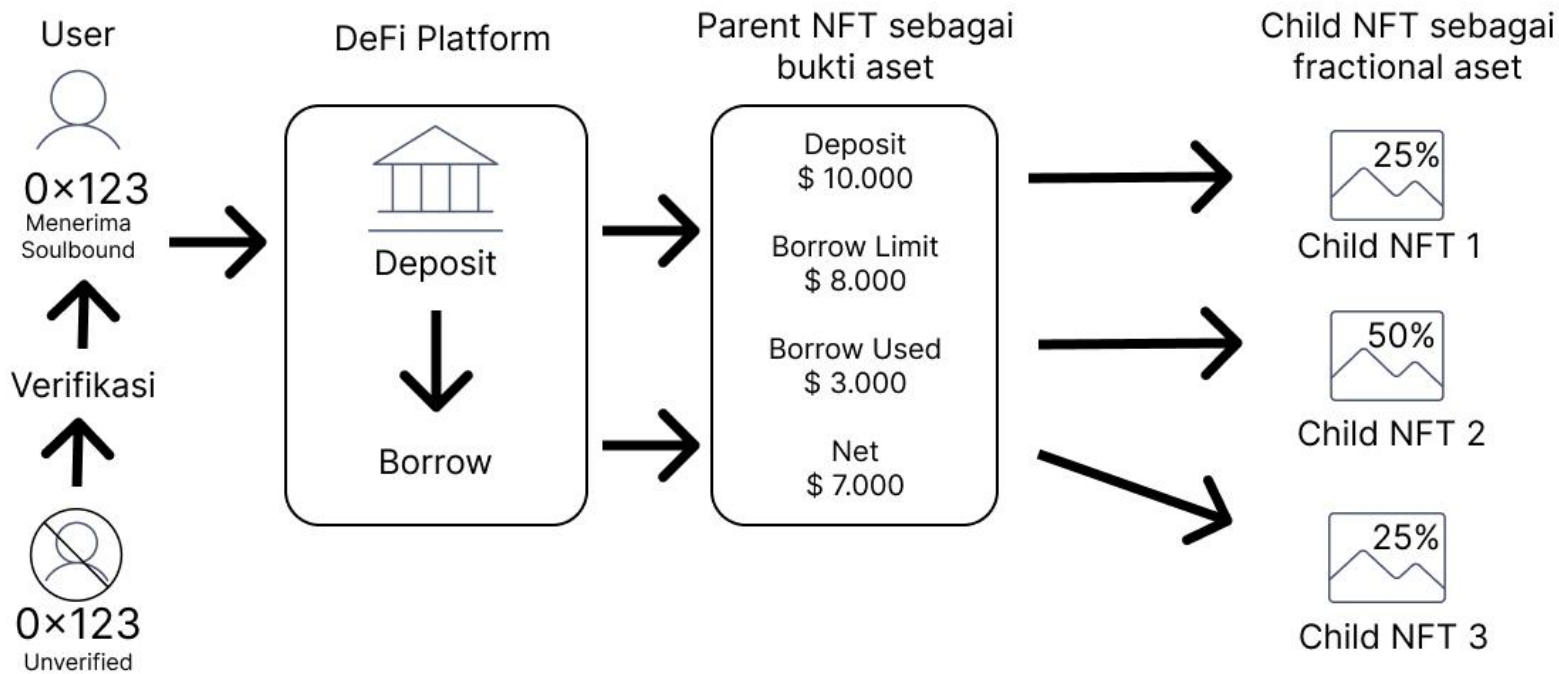 User
0×123
Menerima
Soulbound
Verifikasi
0×123
Unverified
DeFi Platform
Deposit
Borrow
Parent NFT sebagai
bukti aset
Deposit
$ 10.000
Borrow Limit
$ 8.000
Borrow Used
$ 3.000
Net
$ 7.000
Child NFT sebagai
fractional aset
25%
Child NFT 1
50%
Child NFT 2
25%
Child NFT 3